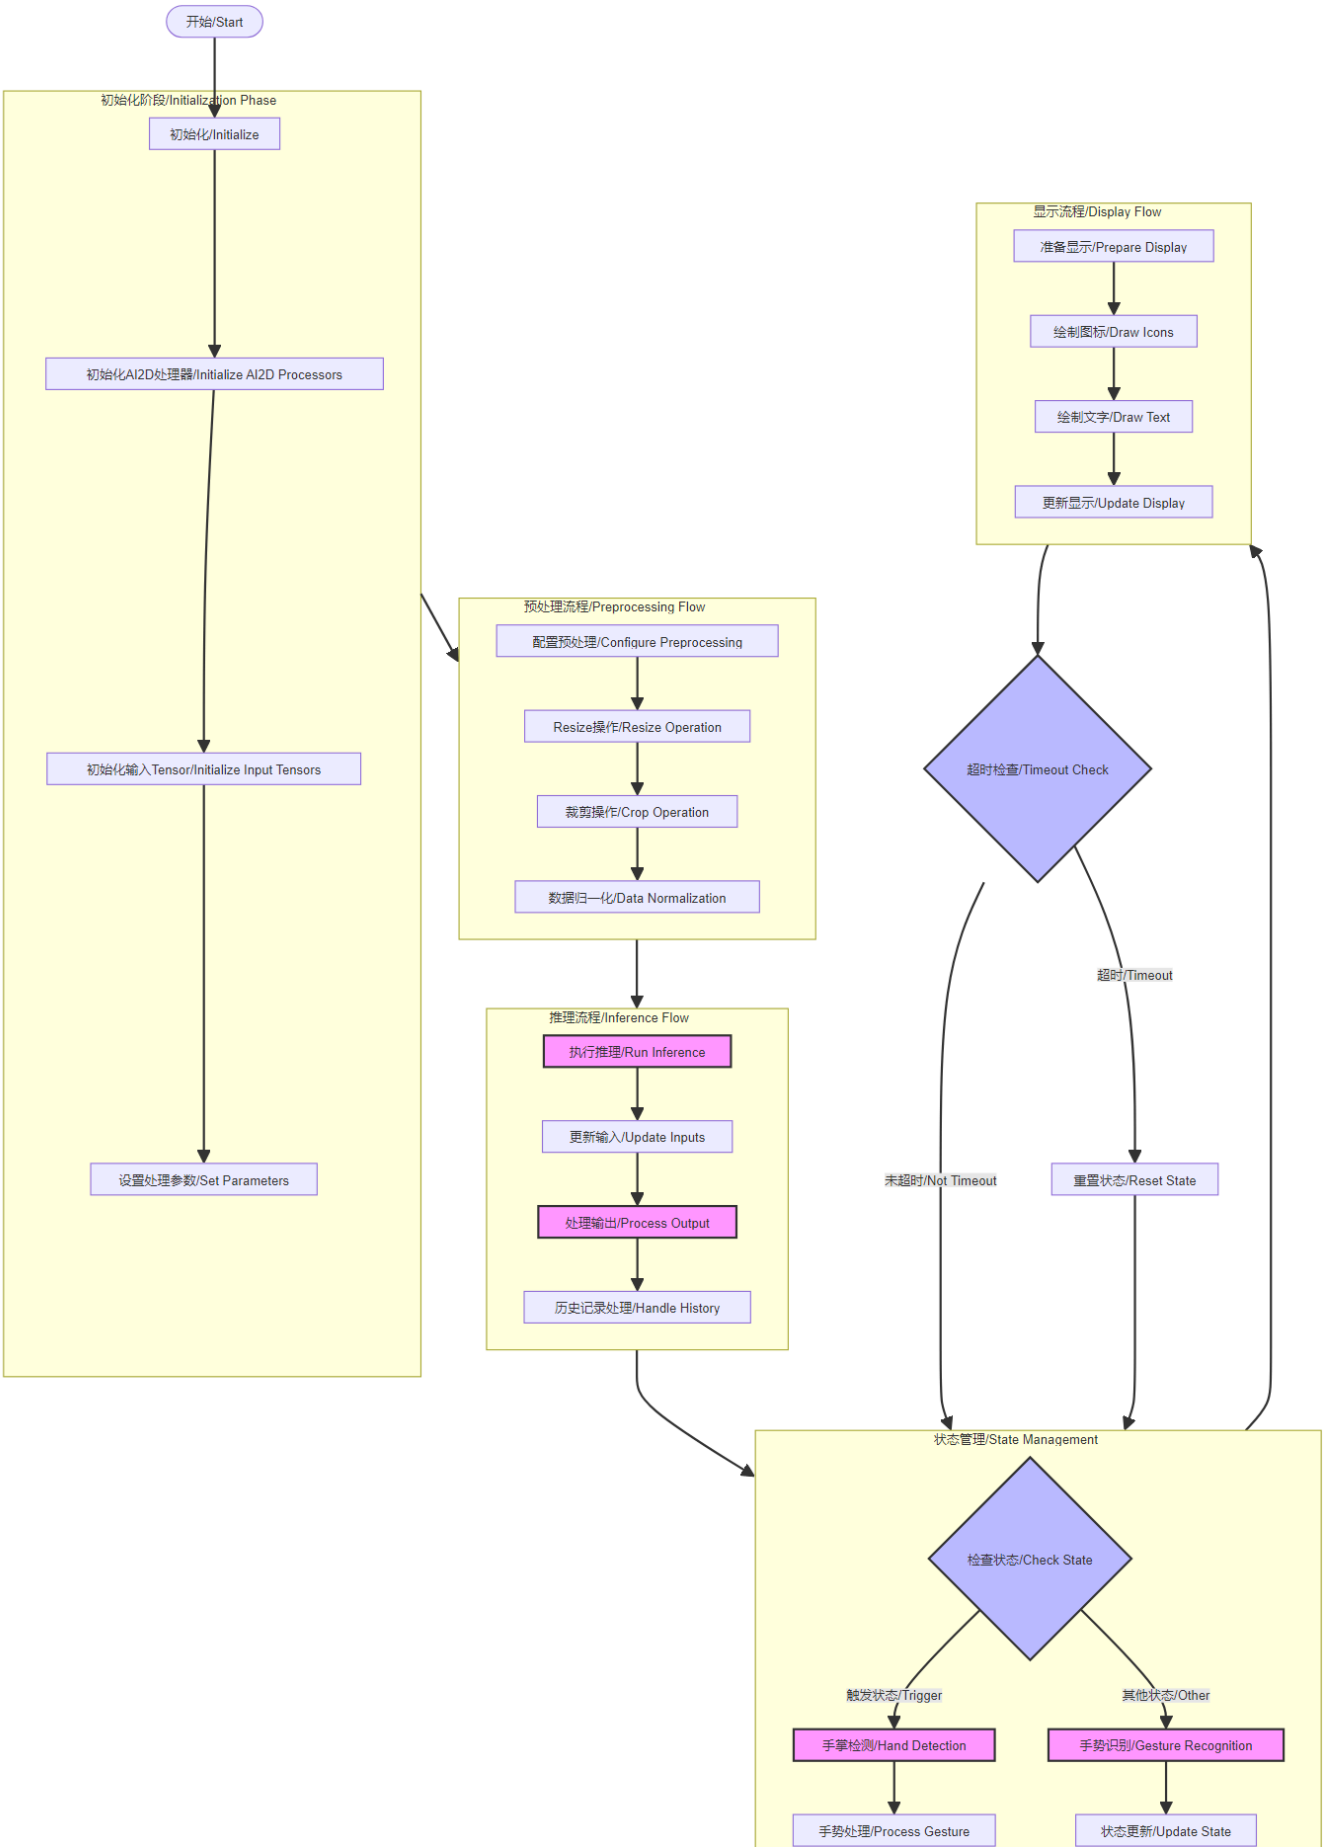 开始/Start
初始化阶段/Initialization Phase
初始化/Initialize
初始化AI2D处理器/Initialize AI2D Processors
初始化输入Tensor/Initialize Input Tensors
设置处理参数/Set Parameters
预处理流程/Preprocessing Flow
配置预处理/Configure Preprocessing
Resize操作/Resize Operation
裁剪操作/Crop Operation
数据归一化/Data Normalization
推理流程/Inference Flow
执行推理/Run Inference
更新输入/Update Inputs
处理输出/Process Output
历史记录处理/Handle History
显示流程/Display Flow
准备显示/Prepare Display
绘制图标/Draw Icons
绘制文字/Draw Text
更新显示/Update Display
超时检查/Timeout Check
超时/Timeout
未超时/Not Timeout
重置状态/Reset State
状态管理/State Management
检查状态/Check State
触发状态/Trigger
其他状态/Other
手掌检测/Hand Detection
手势识别/Gesture Recognition
手势处理/Process Gesture
状态更新/Update State